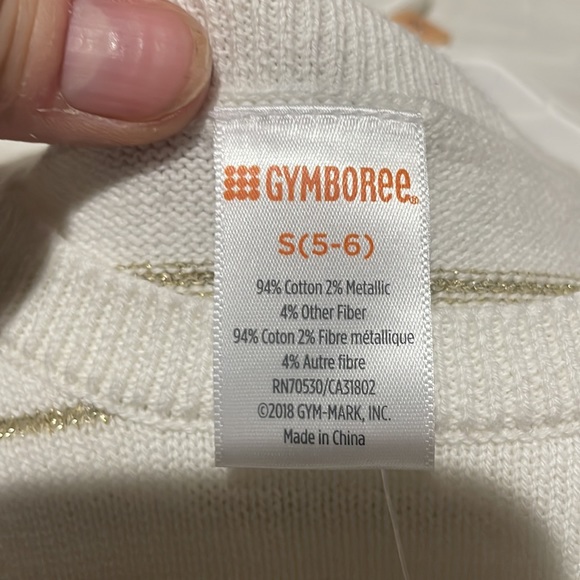 GYMBOREE
S(5-6)
94% Cotton 2% Metallic
4% Other Fiber
94% Coton 2% Fibre métallique
4% Autre fibre
RN70530/CA31802
©2018 GYM-MARK, INC.
Made in China